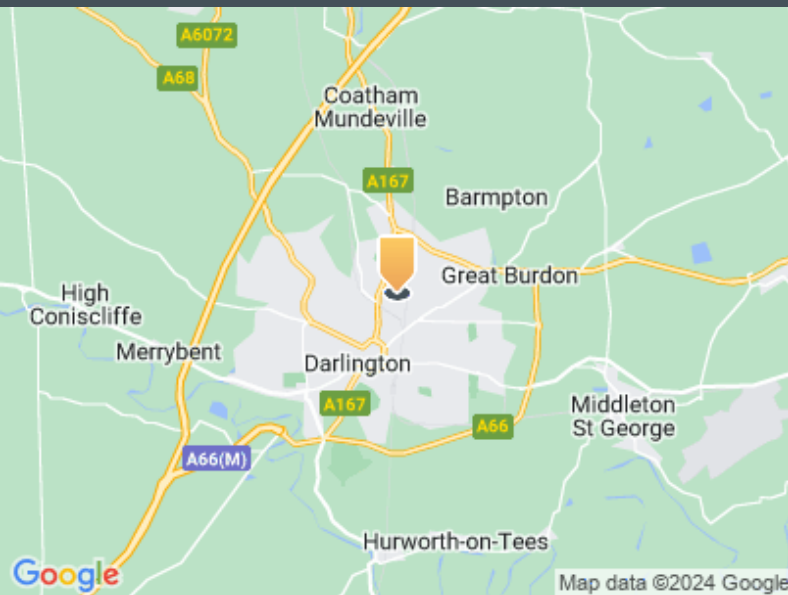 A6072
A68
Coatham
Mundeville
A167
Barmpton
Great Burdon
High
Coniscliffe
Merrybent
Darlington
A167
Middleton
St George
A66
A66(M)
Hurworth-on-Tees
Google
Map data ©2024 Google